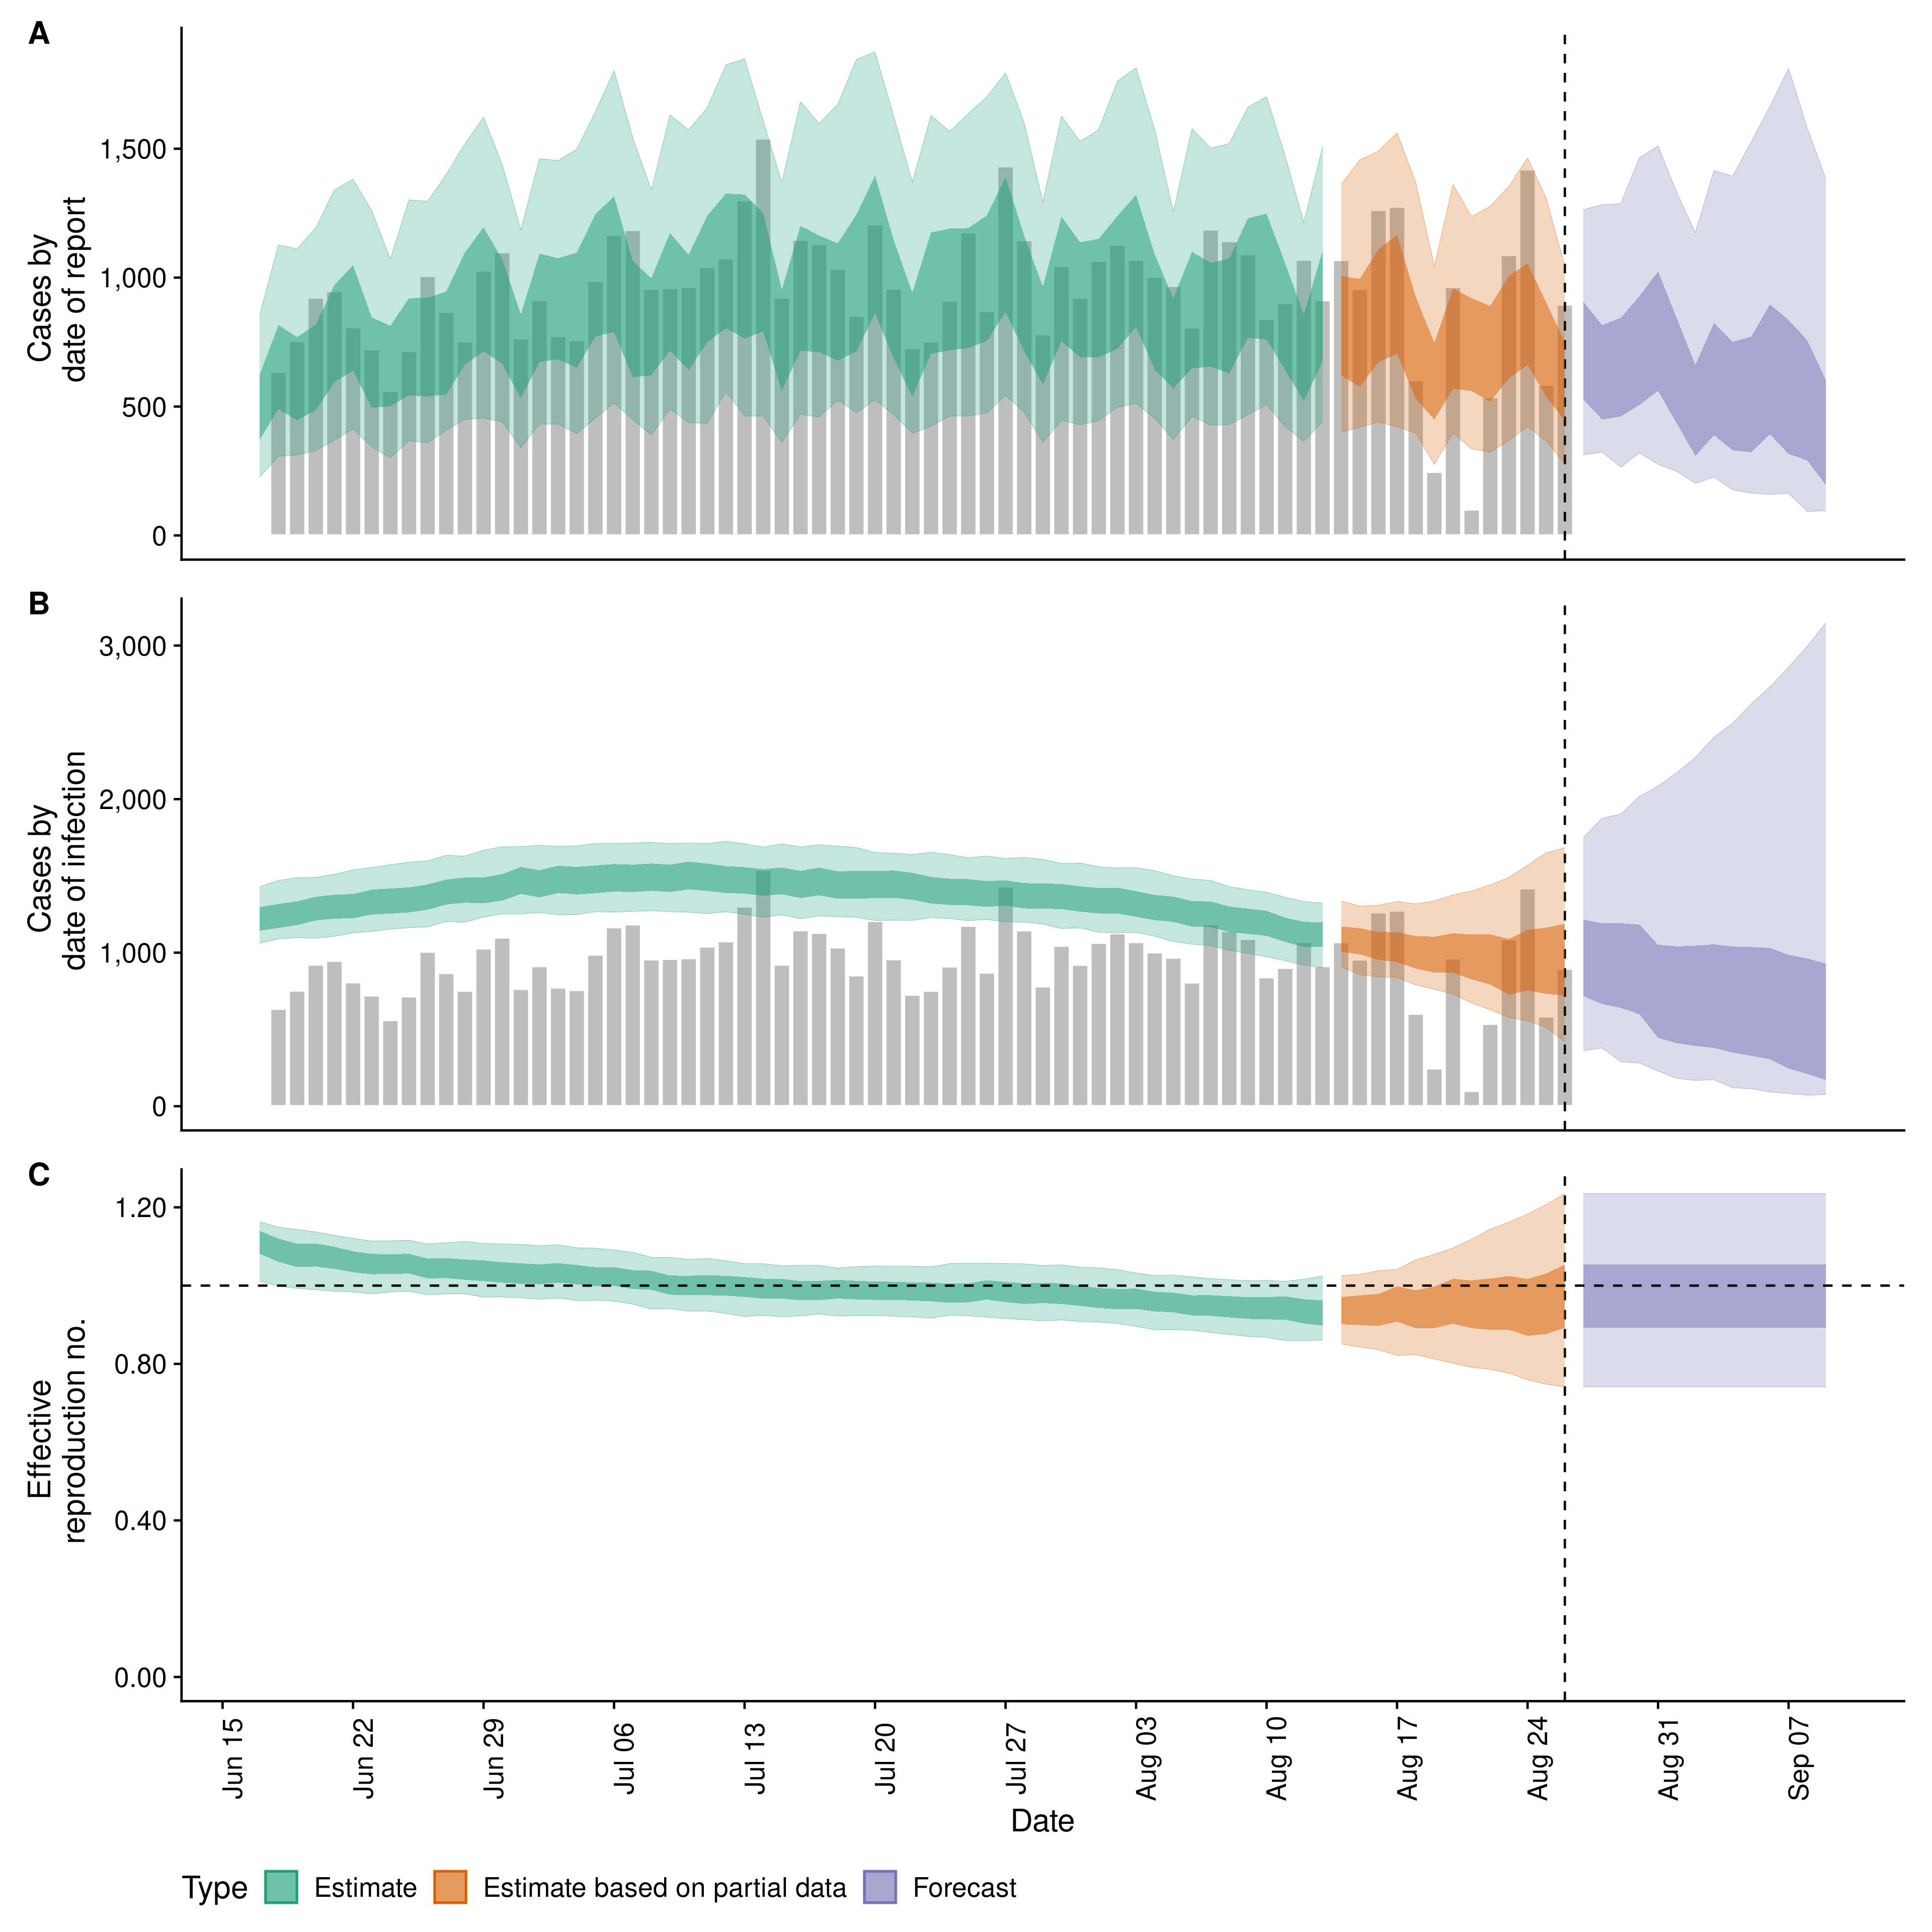 A
Cases by
date of report
1,500
1,000
500
0
B
Cases by
date of infection
3,000
2,000
1,000
0
C
Effective
reproduction no.
1.20
0.80
0.40
0.00
Jun 15
Jun 22
Jun 29
Jul 06
Jul 13
Jul 20
Jul 27
Aug 03
Aug 10
Aug 17
Aug 24
Aug 31
Sep 07
Date
Type Estimate Estimate based on partial data Forecast